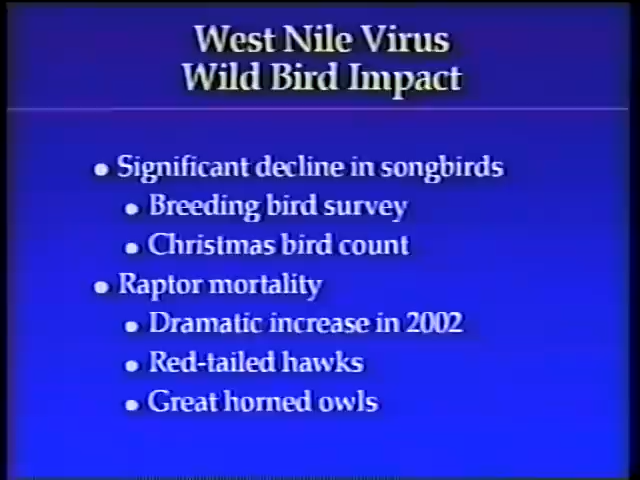 West Nile Virus
Wild Bird Impact
• Significant decline in songbirds
• Breeding bird survey
• Christmas bird count
• Raptor mortality
• Dramatic increase in 2002
• Red-tailed hawks
• Great horned owls